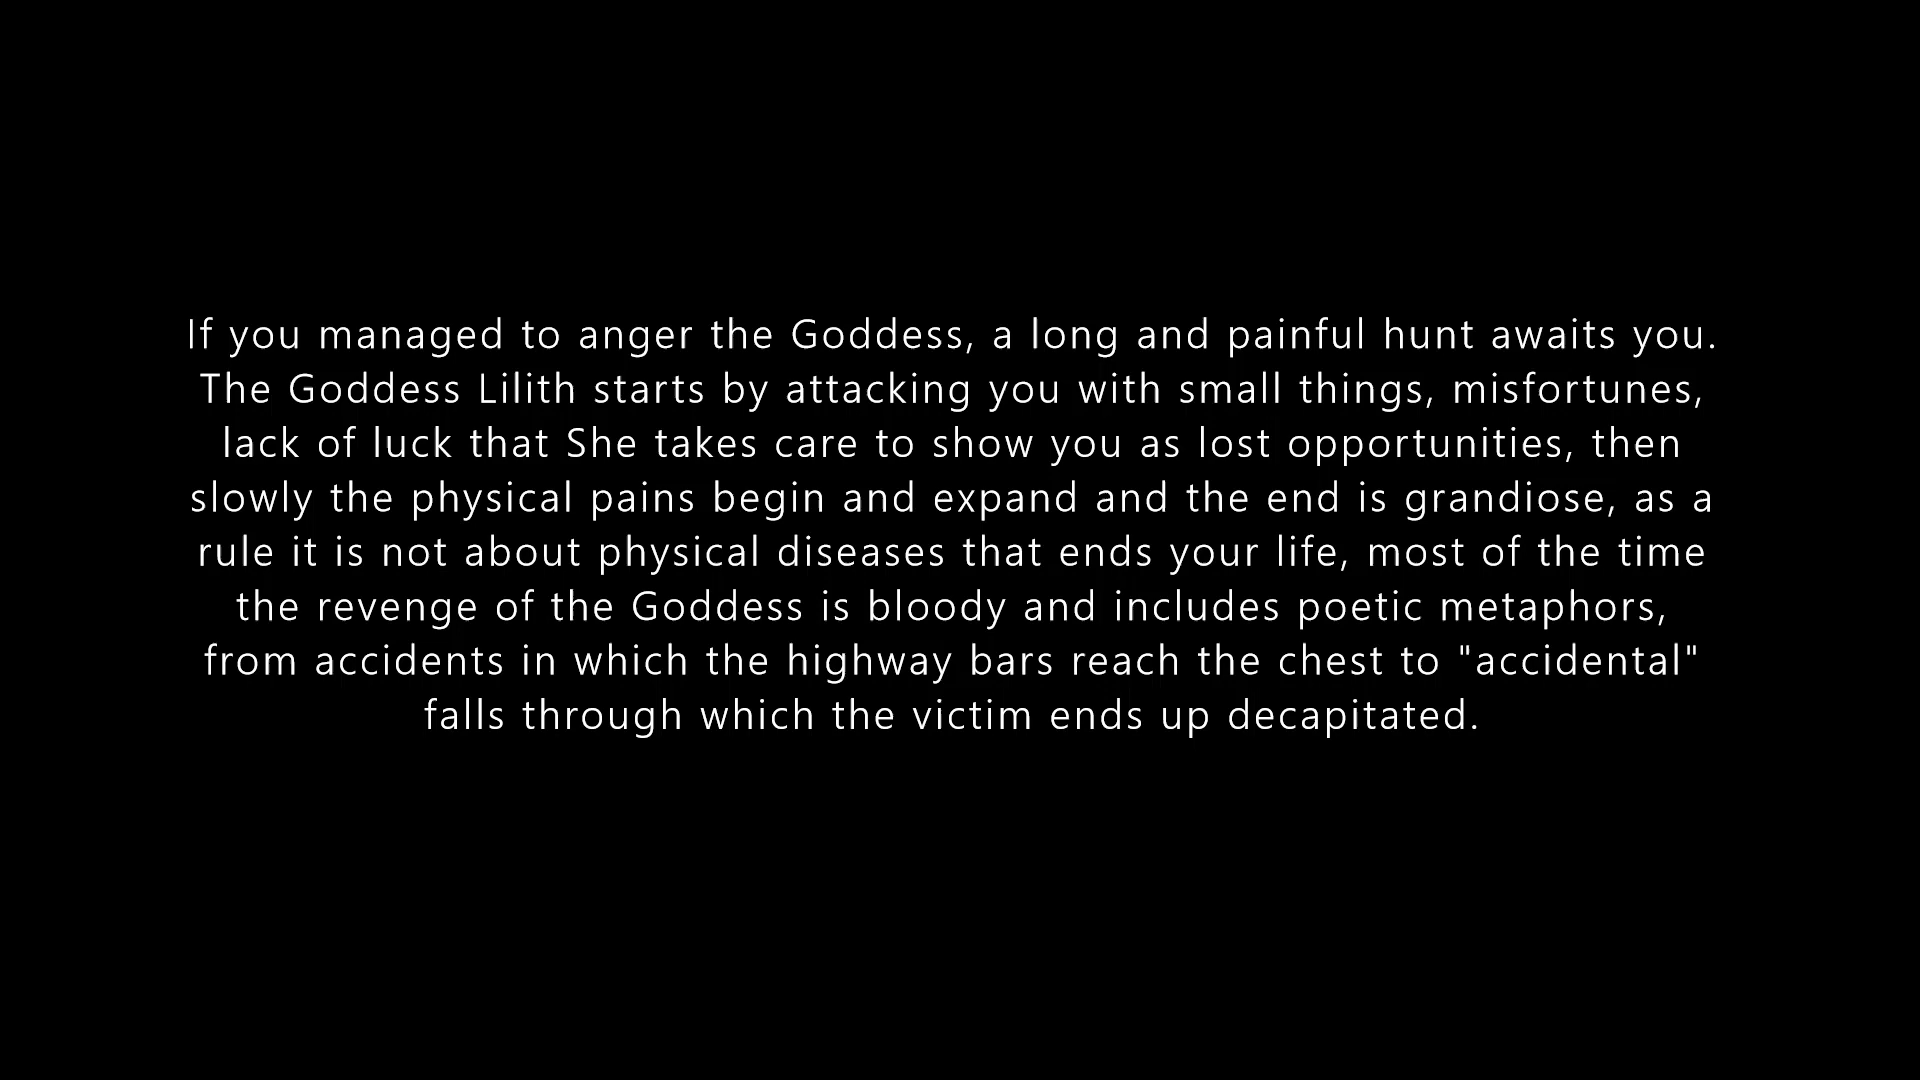 If you managed to anger the Goddess, a long and painful hunt awaits you.
The Goddess Lilith starts by attacking you with small things, misfortunes,
lack of luck that She takes care to show you as lost opportunities, then
slowly the physical pains begin and expand and the end is grandiose, as a
rule it is not about physical diseases that ends your life, most of the time
the revenge of the Goddess is bloody and includes poetic metaphors,
from accidents in which the highway bars reach the chest to "accidental"
falls through which the victim ends up decapitated.